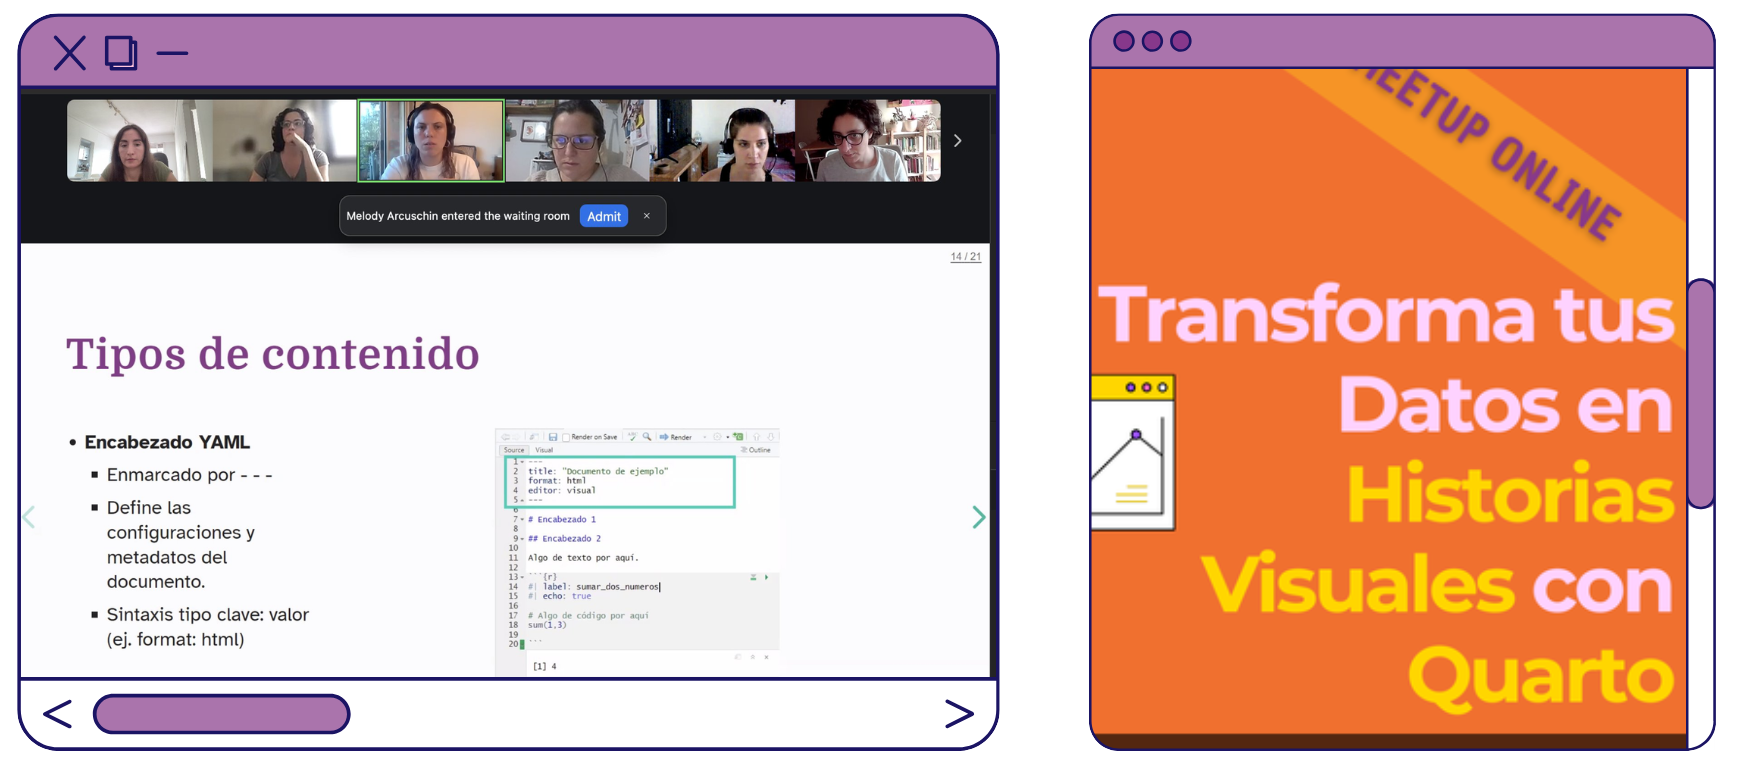 Melody Arcuschin entered the waiting room Admit ×
14 / 21
Tipos de contenido
• Encabezado YAML
▪ Enmarcado por - - -
▪ Define las
configuraciones y
metadatos del
documento.
▪ Sintaxis tipo clave: valor
(ej. format: html)
Render on Save Render
Source Visual Outline
1 ---
2 title: "Documento de ejemplo"
3 format: html
4 editor: visual
5 ---
6
7 # Encabezado 1
8
9 ## Encabezado 2
10
11 Algo de texto por aquí.
12
13 ```{r}
14 #| label: sumar_dos_numeros
15 #| echo: true
16
17 # Algo de código por aquí
18 sum(1,3)
19
20 ```
[1] 4
MEETUP ONLINE
Transforma tus
Datos en
Historias
Visuales con
Quarto